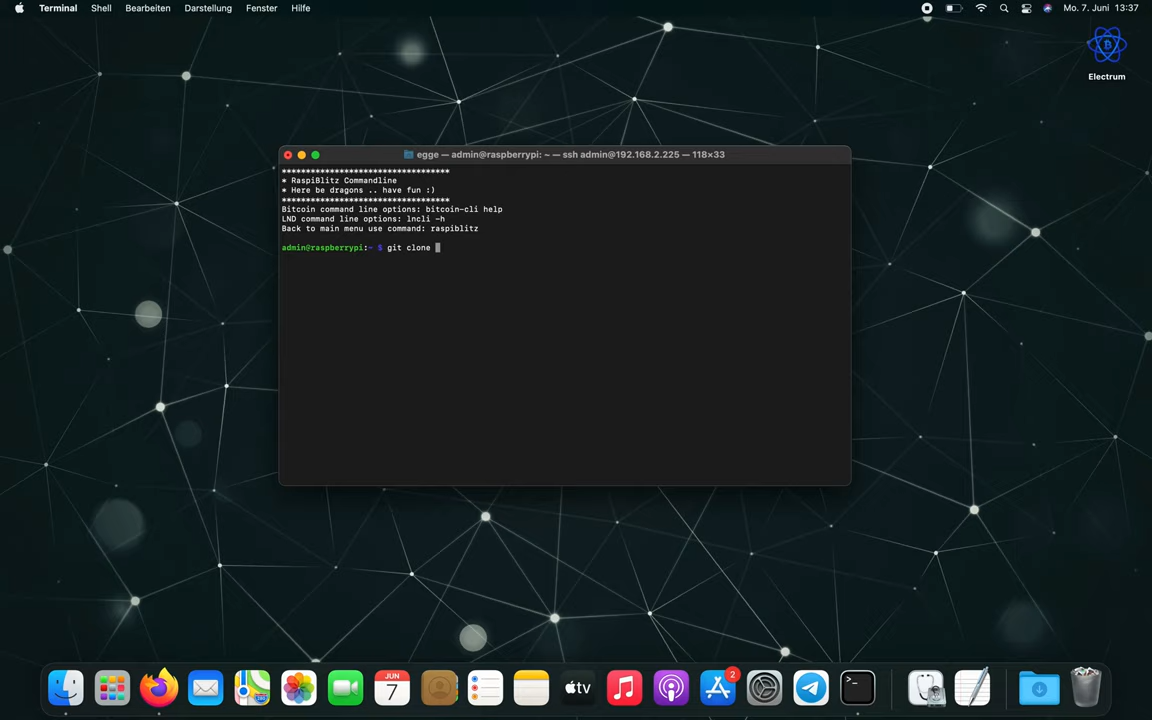 Terminal Shell Bearbeiten Darstellung Fenster Hilfe Mo. 7. Juni 13:37
Electrum
egge — admin@raspberrypi: ~ — ssh admin@192.168.2.225 — 118×33
***********************************
* RaspiBlitz Commandline
* Here be dragons .. have fun :)
***********************************
Bitcoin command line options: bitcoin-cli help
LND command line options: lncli -h
Back to main menu use command: raspiblitz
admin@raspberrypi:~ $ git clone
JUN
7
tv
2
>_